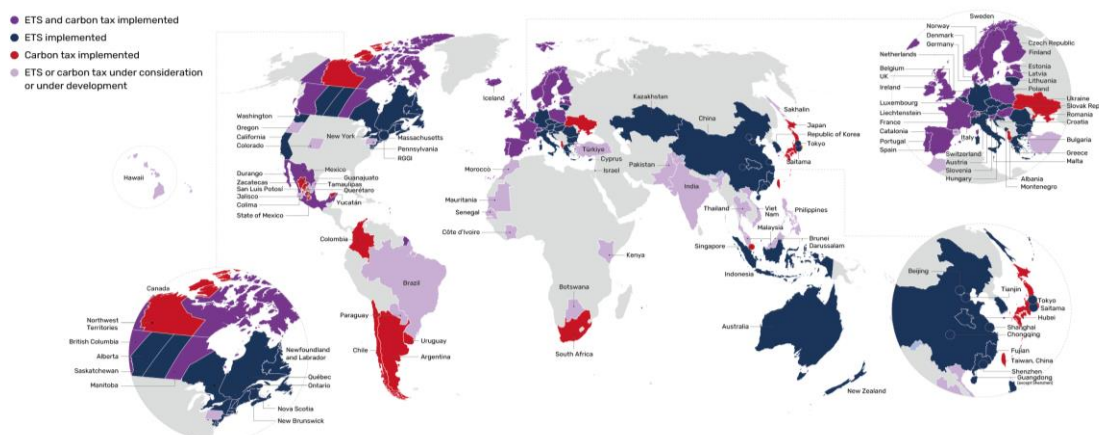 ETS and carbon tax implemented
ETS implemented
Carbon tax implemented
ETS or carbon tax under consideration
or under development
Washington
Oregon
California
Colorado
New York
Massachusetts
Pennsylvania
RGGI
Hawaii
Durango
Zacatecas
San Luis Potosí
Jalisco
Colima
State of Mexico
Mexico
Guanajuato
Tamaulipas
Querétaro
Yucatán
Colombia
Brazil
Paraguay
Chile
Uruguay
Argentina
Iceland
Morocco
Mauritania
Senegal
Côte d'Ivoire
Türkiye
Cyprus
Israel
Kenya
Botswana
South Africa
Kazakhstan
China
Pakistan
India
Thailand
Viet
Nam
Malaysia
Singapore
Indonesia
Philippines
Brunei
Darussalam
Sakhalin
Japan
Republic of Korea
Tokyo
Saitama
Australia
New Zealand
Sweden
Norway
Denmark
Germany
Netherlands
Belgium
UK
Ireland
Luxembourg
Liechtenstein
France
Catalonia
Portugal
Spain
Italy
Switzerland
Austria
Slovenia
Hungary
Czech Republic
Finland
Estonia
Latvia
Lithuania
Poland
Ukraine
Slovak Rep.
Romania
Croatia
Bulgaria
Greece
Malta
Albania
Montenegro
Canada
Northwest
Territories
British Columbia
Alberta
Saskatchewan
Manitoba
Newfoundland
and Labrador
Québec
Ontario
Nova Scotia
New Brunswick
Beijing
Tianjin
Tokyo
Saitama
Hubei
Shanghai
Chongqing
Fujian
Taiwan, China
Shenzhen
Guangdong
(except Shenzhen)